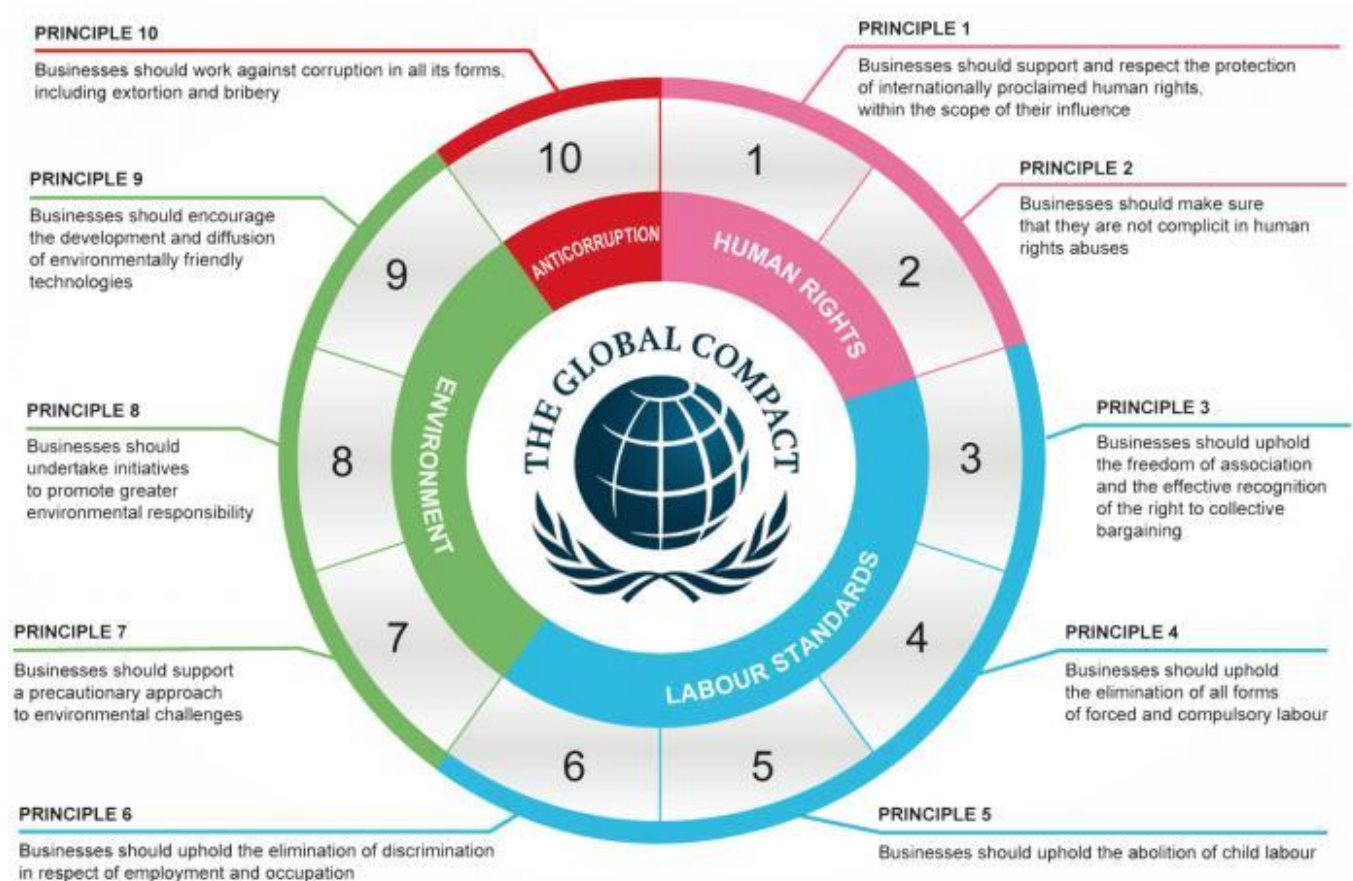 PRINCIPLE 10
Businesses should work against corruption in all its forms,
including extortion and bribery
PRINCIPLE 1
Businesses should support and respect the protection
of internationally proclaimed human rights,
within the scope of their influence
PRINCIPLE 9
Businesses should encourage
the development and diffusion
of environmentally friendly
technologies
PRINCIPLE 2
Businesses should make sure
that they are not complicit in human
rights abuses
PRINCIPLE 8
Businesses should
undertake initiatives
to promote greater
environmental responsibility
PRINCIPLE 3
Businesses should uphold
the freedom of association
and the effective recognition
of the right to collective
bargaining
PRINCIPLE 7
Businesses should support
a precautionary approach
to environmental challenges
PRINCIPLE 4
Businesses should uphold
the elimination of all forms
of forced and compulsory labour
PRINCIPLE 6
Businesses should uphold the elimination of discrimination
in respect of employment and occupation
PRINCIPLE 5
Businesses should uphold the abolition of child labour
10
1
9
2
8
3
7
4
6
5
ANTICORRUPTION
HUMAN RIGHTS
ENVIRONMENT
LABOUR STANDARDS
THE GLOBAL COMPACT